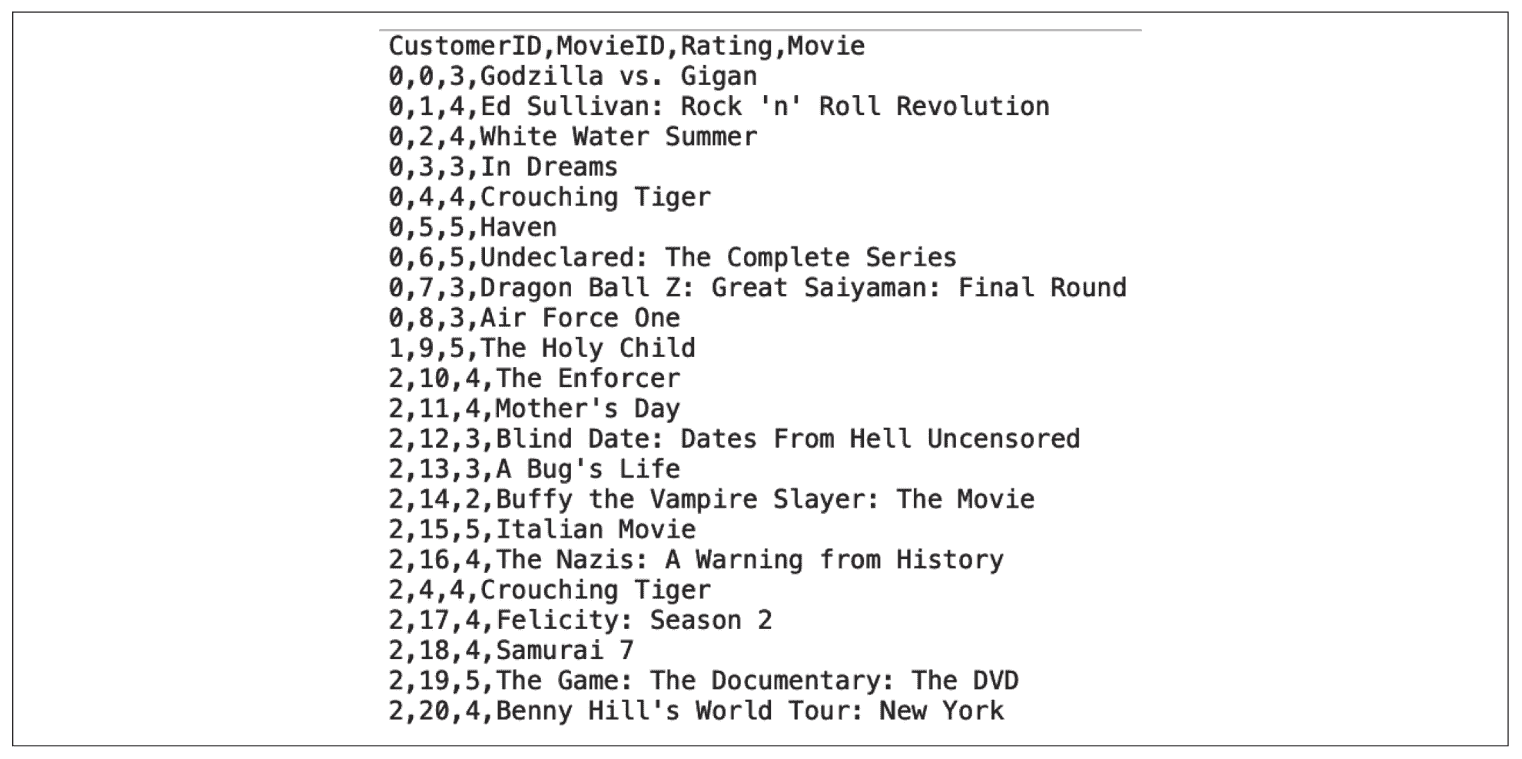 CustomerID,MovieID,Rating,Movie
0,0,3,Godzilla vs. Gigan
0,1,4,Ed Sullivan: Rock 'n' Roll Revolution
0,2,4,White Water Summer
0,3,3,In Dreams
0,4,4,Crouching Tiger
0,5,5,Haven
0,6,5,Undeclared: The Complete Series
0,7,3,Dragon Ball Z: Great Saiyaman: Final Round
0,8,3,Air Force One
1,9,5,The Holy Child
2,10,4,The Enforcer
2,11,4,Mother's Day
2,12,3,Blind Date: Dates From Hell Uncensored
2,13,3,A Bug's Life
2,14,2,Buffy the Vampire Slayer: The Movie
2,15,5,Italian Movie
2,16,4,The Nazis: A Warning from History
2,4,4,Crouching Tiger
2,17,4,Felicity: Season 2
2,18,4,Samurai 7
2,19,5,The Game: The Documentary: The DVD
2,20,4,Benny Hill's World Tour: New York